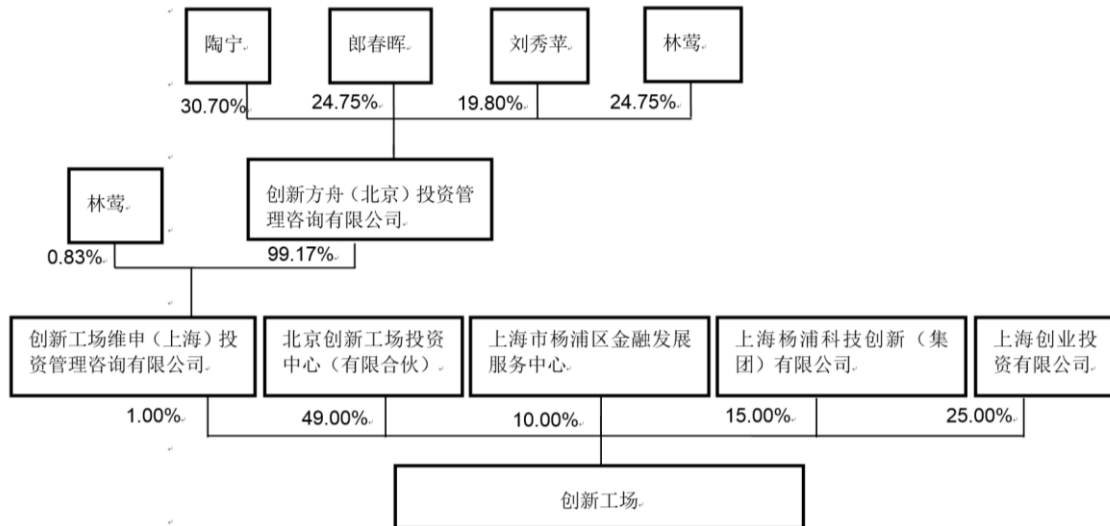 陶宁
郎春晖
刘秀苹
林莺
30.70%
24.75%
19.80%
24.75%
林莺
创新方舟（北京）投资管
理咨询有限公司
0.83%
99.17%
创新工场维申（上海）投
资管理咨询有限公司
北京创新工场投资
中心（有限合伙）
上海市杨浦区金融发展
服务中心
上海杨浦科技创新（集
团）有限公司
上海创业投
资有限公司
1.00%
49.00%
10.00%
15.00%
25.00%
创新工场